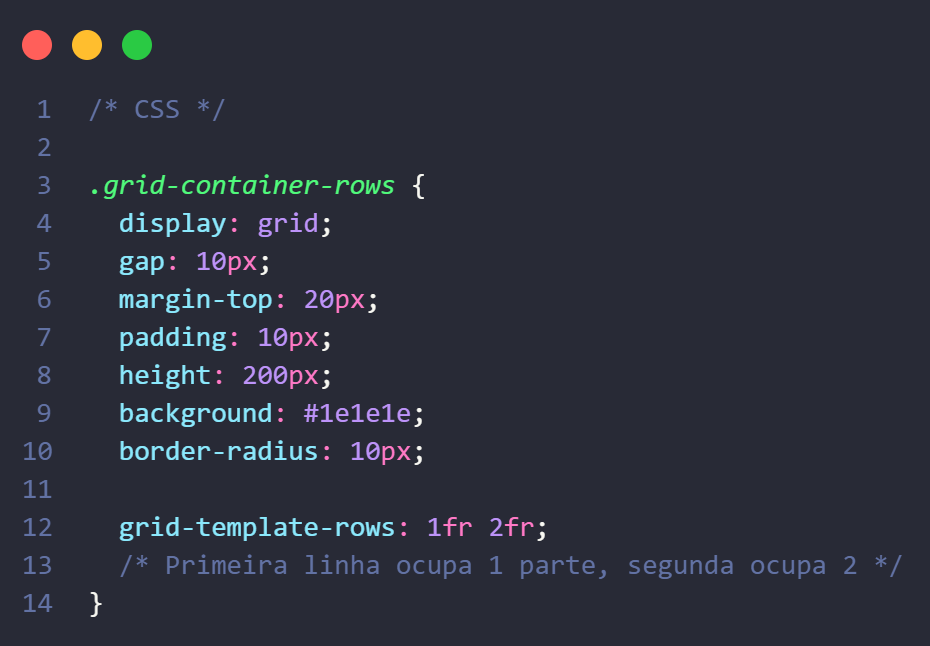 1 /* CSS */
2
3 .grid-container-rows {
4   display: grid;
5   gap: 10px;
6   margin-top: 20px;
7   padding: 10px;
8   height: 200px;
9   background: #1e1e1e;
10   border-radius: 10px;
11
12   grid-template-rows: 1fr 2fr;
13   /* Primeira linha ocupa 1 parte, segunda ocupa 2 */
14 }